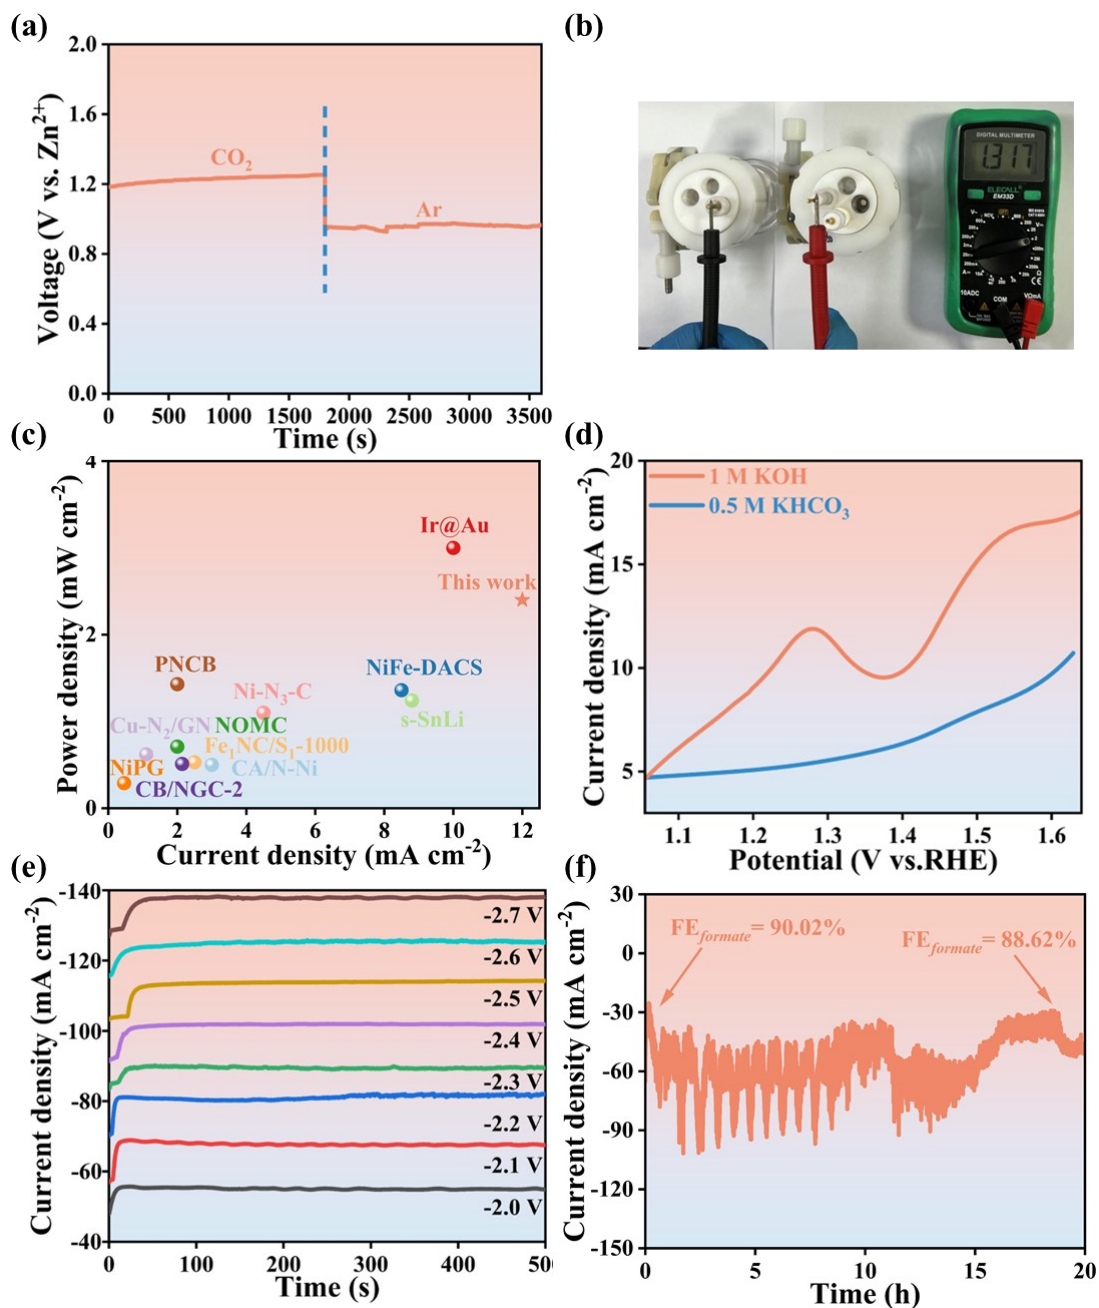 (a)
Voltage (V vs. Zn²⁺)
2.0
1.6
1.2
0.8
0.4
0.0
CO₂
Ar
0 500 1000 1500 2000 2500 3000 3500
Time (s)
(b)
DIGITAL MULTIMETER
1.317
ELECALL
EM33D
10ADC
COM
VΩmA
(c)
Power density (mW cm⁻²)
4
2
0
Ir@Au
This work
PNCB
NiFe-DACS
Ni-N₃-C
s-SnLi
Cu-N₂/GN
NOMC
Fe₁NC/S₁-1000
NiPG
CA/N-Ni
CB/NGC-2
0 2 4 6 8 10 12
Current density (mA cm⁻²)
(d)
Current density (mA cm⁻²)
20
15
10
5
1 M KOH
0.5 M KHCO₃
1.1 1.2 1.3 1.4 1.5 1.6
Potential (V vs.RHE)
(e)
Current density (mA cm⁻²)
-140
-120
-100
-80
-60
-40
-2.7 V
-2.6 V
-2.5 V
-2.4 V
-2.3 V
-2.2 V
-2.1 V
-2.0 V
0 100 200 300 400
Time (s)
(f)
Current density (mA cm⁻²)
30
0
-30
-60
-90
-120
-150
FEformate= 90.02%
FEformate= 88.62%
0 5 10 15 20
Time (h)